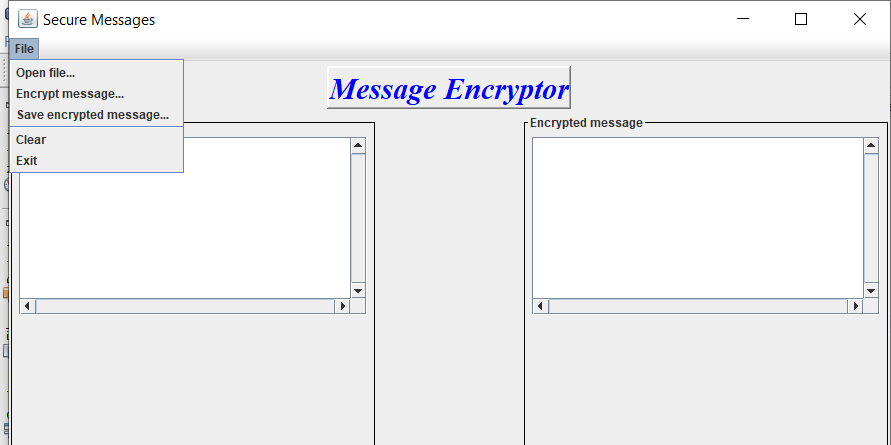 Secure Messages
File
Open file...
Encrypt message...
Save encrypted message...
Clear
Exit
Message Encryptor
Encrypted message